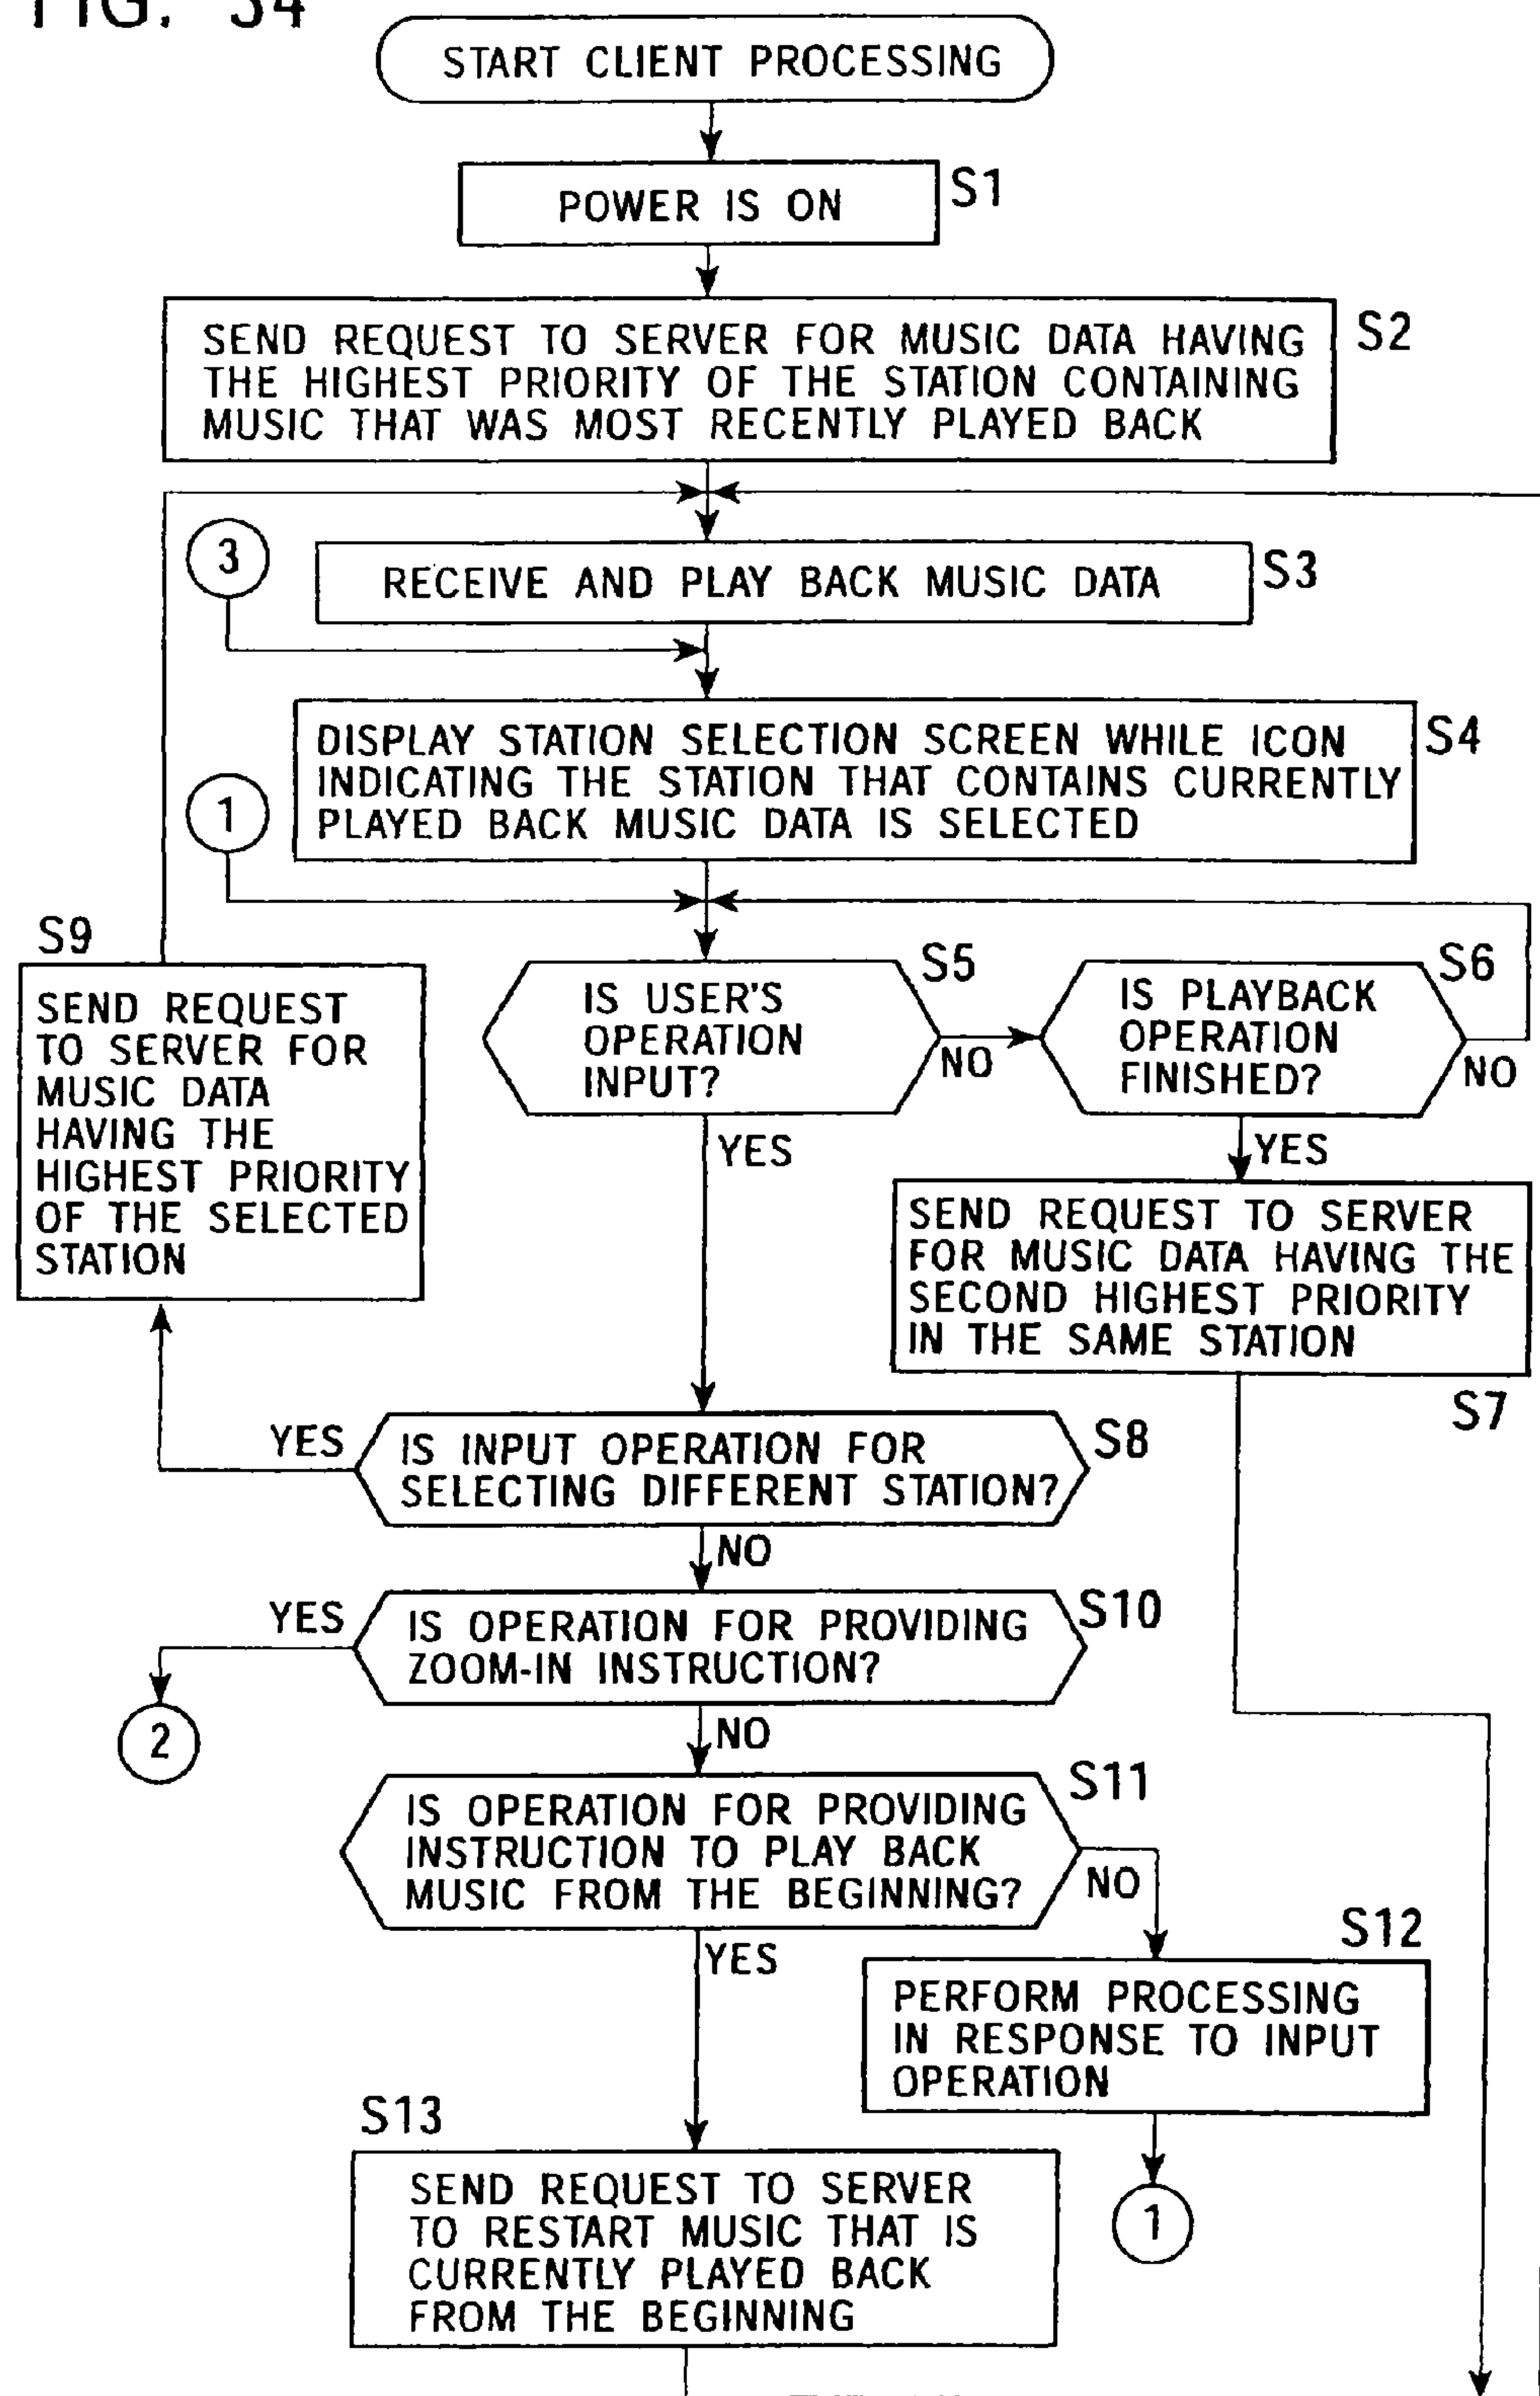 FIG. 34
START CLIENT PROCESSING
POWER IS ON
S1
SEND REQUEST TO SERVER FOR MUSIC DATA HAVING
THE HIGHEST PRIORITY OF THE STATION CONTAINING
MUSIC THAT WAS MOST RECENTLY PLAYED BACK
S2
3
RECEIVE AND PLAY BACK MUSIC DATA
S3
DISPLAY STATION SELECTION SCREEN WHILE ICON
INDICATING THE STATION THAT CONTAINS CURRENTLY
PLAYED BACK MUSIC DATA IS SELECTED
S4
1
S9
SEND REQUEST
TO SERVER FOR
MUSIC DATA
HAVING THE
HIGHEST PRIORITY
OF THE SELECTED
STATION
IS USER'S
OPERATION
INPUT?
S5
NO
YES
IS PLAYBACK
OPERATION
FINISHED?
S6
NO
YES
SEND REQUEST TO SERVER
FOR MUSIC DATA HAVING THE
SECOND HIGHEST PRIORITY
IN THE SAME STATION
S7
YES
IS INPUT OPERATION FOR
SELECTING DIFFERENT STATION?
S8
NO
YES
IS OPERATION FOR PROVIDING
ZOOM-IN INSTRUCTION?
S10
2
NO
IS OPERATION FOR PROVIDING
INSTRUCTION TO PLAY BACK
MUSIC FROM THE BEGINNING?
S11
NO
YES
S12
PERFORM PROCESSING
IN RESPONSE TO INPUT
OPERATION
1
S13
SEND REQUEST TO SERVER
TO RESTART MUSIC THAT IS
CURRENTLY PLAYED BACK
FROM THE BEGINNING